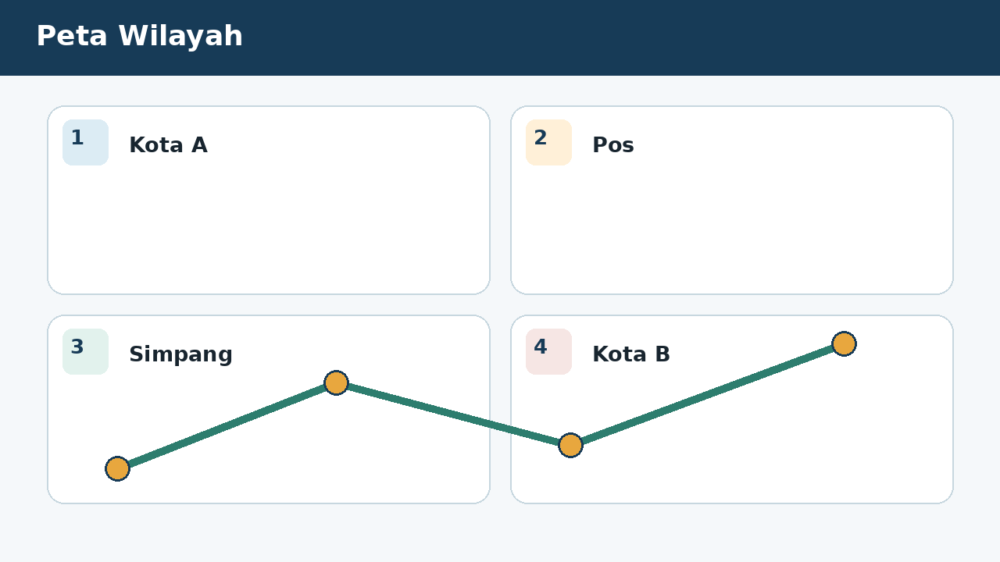 Peta Wilayah
1 Kota A
2 Pos
3 Simpang
4 Kota B